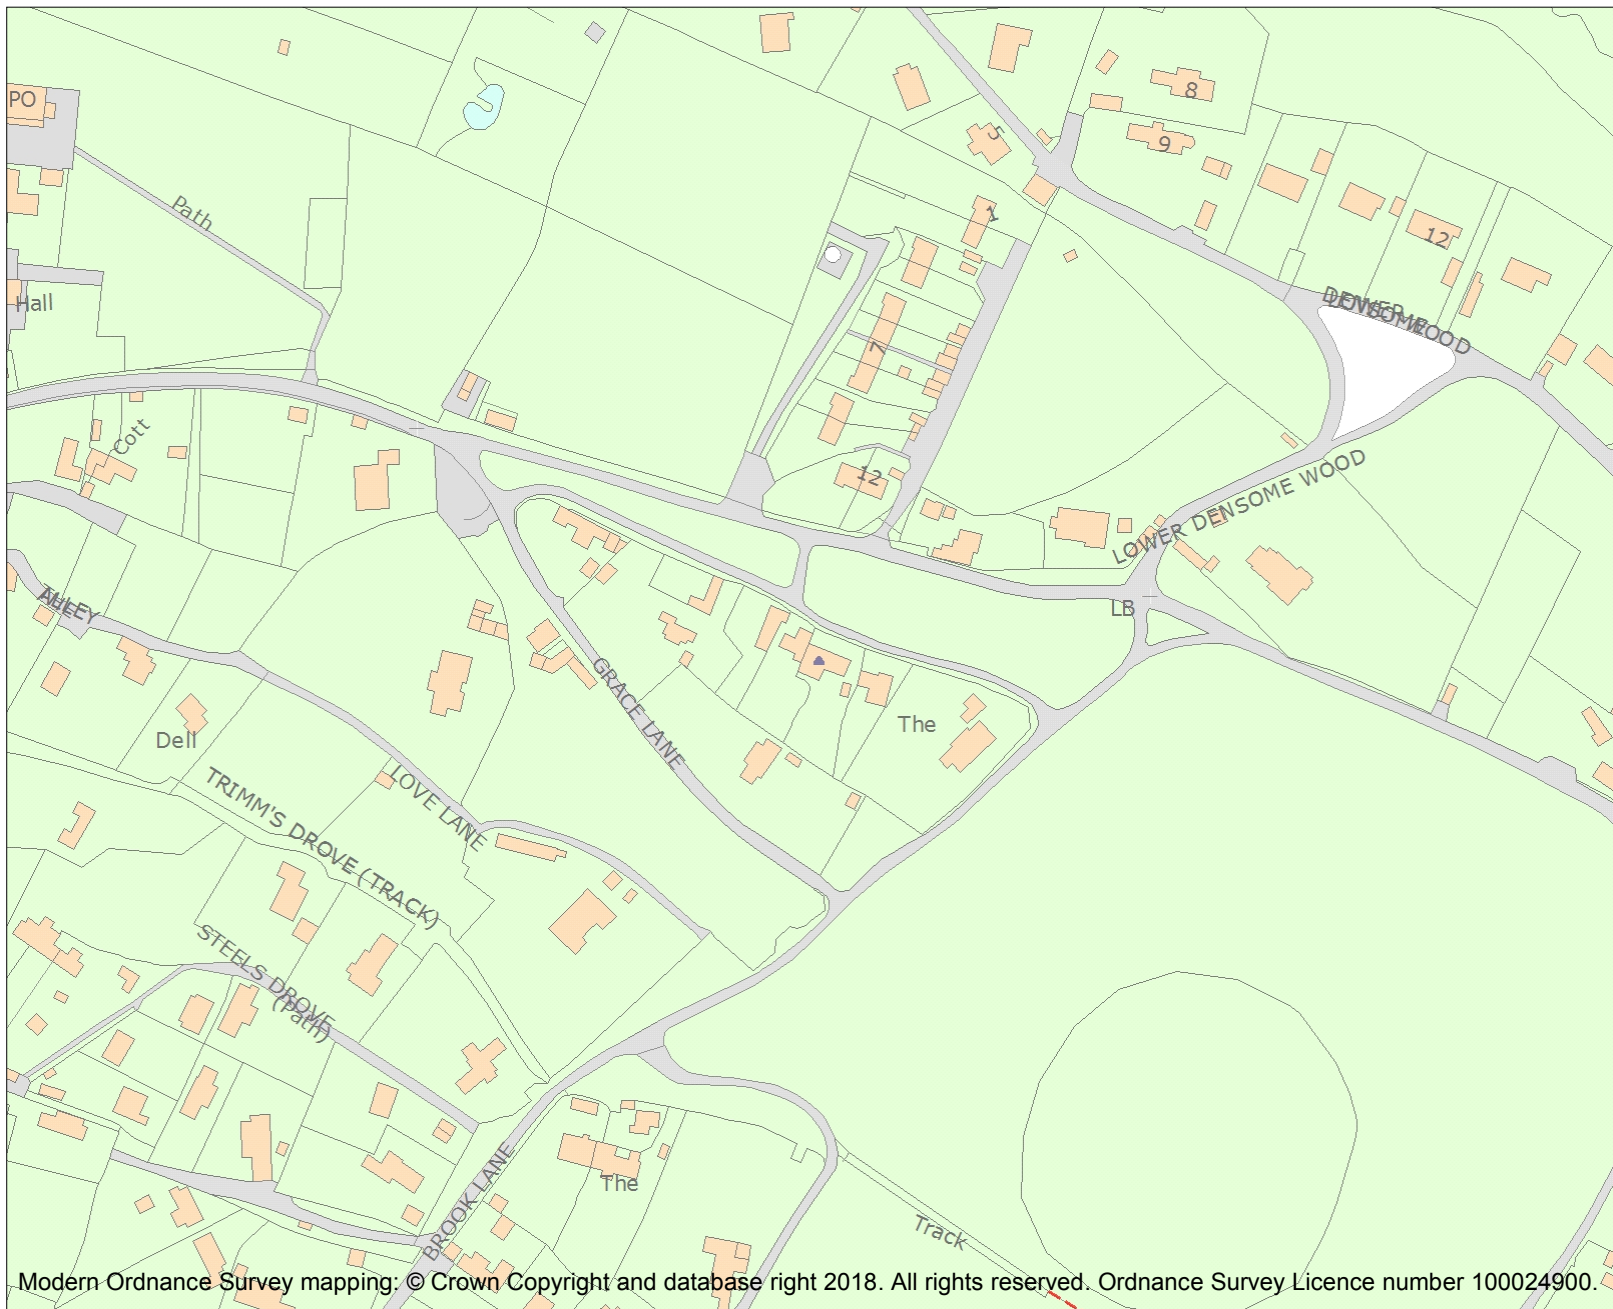 PO
8
5
9
Path
1
12
Hall
7
Cott
12
LOWER DENSOME WOOD
LB
GRACE LANE
The
Dell
LOVE LANE
TRIMM'S DROVE (TRACK)
STEELS DROVE
(Path)
BROOK LANE
The
Track
Modern Ordnance Survey mapping: © Crown Copyright and database right 2018. All rights reserved. Ordnance Survey Licence number 100024900.